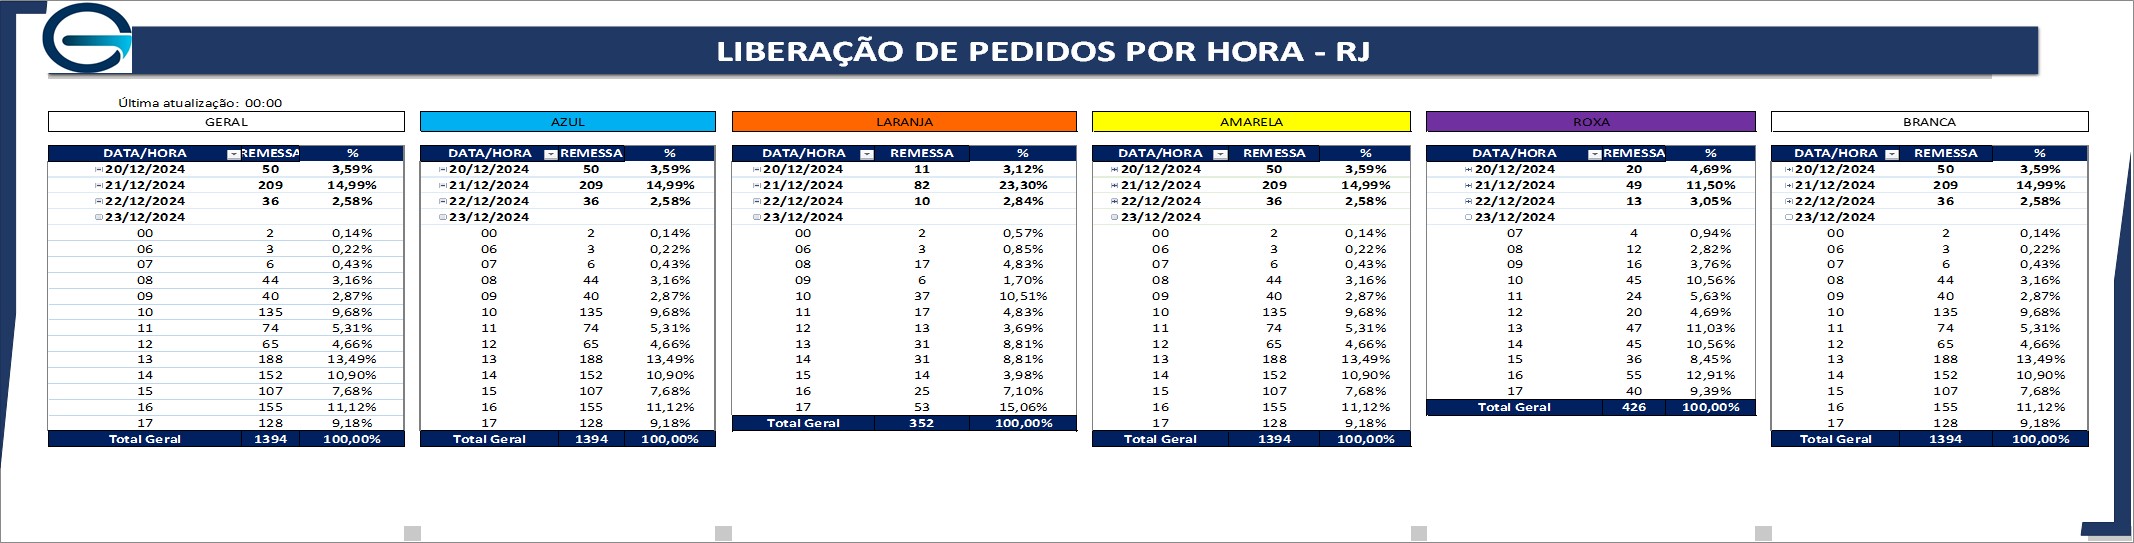 LIBERAÇÃO DE PEDIDOS POR HORA - RJ
Última atualização: 00:00
GERAL
DATA/HORA REMESSA %
20/12/2024 50 3,59%
21/12/2024 209 14,99%
22/12/2024 36 2,58%
23/12/2024
00 2 0,14%
06 3 0,22%
07 6 0,43%
08 44 3,16%
09 40 2,87%
10 135 9,68%
11 74 5,31%
12 65 4,66%
13 188 13,49%
14 152 10,90%
15 107 7,68%
16 155 11,12%
17 128 9,18%
Total Geral 1394 100,00%
AZUL
DATA/HORA REMESSA %
20/12/2024 50 3,59%
21/12/2024 209 14,99%
22/12/2024 36 2,58%
23/12/2024
00 2 0,14%
06 3 0,22%
07 6 0,43%
08 44 3,16%
09 40 2,87%
10 135 9,68%
11 74 5,31%
12 65 4,66%
13 188 13,49%
14 152 10,90%
15 107 7,68%
16 155 11,12%
17 128 9,18%
Total Geral 1394 100,00%
LARANJA
DATA/HORA REMESSA %
20/12/2024 11 3,12%
21/12/2024 82 23,30%
22/12/2024 10 2,84%
23/12/2024
00 2 0,57%
06 3 0,85%
08 17 4,83%
09 6 1,70%
10 37 10,51%
11 17 4,83%
12 13 3,69%
13 31 8,81%
14 31 8,81%
15 14 3,98%
16 25 7,10%
17 53 15,06%
Total Geral 352 100,00%
AMARELA
DATA/HORA REMESSA %
20/12/2024 50 3,59%
21/12/2024 209 14,99%
22/12/2024 36 2,58%
23/12/2024
00 2 0,14%
06 3 0,22%
07 6 0,43%
08 44 3,16%
09 40 2,87%
10 135 9,68%
11 74 5,31%
12 65 4,66%
13 188 13,49%
14 152 10,90%
15 107 7,68%
16 155 11,12%
17 128 9,18%
Total Geral 1394 100,00%
ROXA
DATA/HORA REMESSA %
20/12/2024 20 4,69%
21/12/2024 49 11,50%
22/12/2024 13 3,05%
23/12/2024
07 4 0,94%
08 12 2,82%
09 16 3,76%
10 45 10,56%
11 24 5,63%
12 20 4,69%
13 47 11,03%
14 45 10,56%
15 36 8,45%
16 55 12,91%
17 40 9,39%
Total Geral 426 100,00%
BRANCA
DATA/HORA REMESSA %
20/12/2024 50 3,59%
21/12/2024 209 14,99%
22/12/2024 36 2,58%
23/12/2024
00 2 0,14%
06 3 0,22%
07 6 0,43%
08 44 3,16%
09 40 2,87%
10 135 9,68%
11 74 5,31%
12 65 4,66%
13 188 13,49%
14 152 10,90%
15 107 7,68%
16 155 11,12%
17 128 9,18%
Total Geral 1394 100,00%